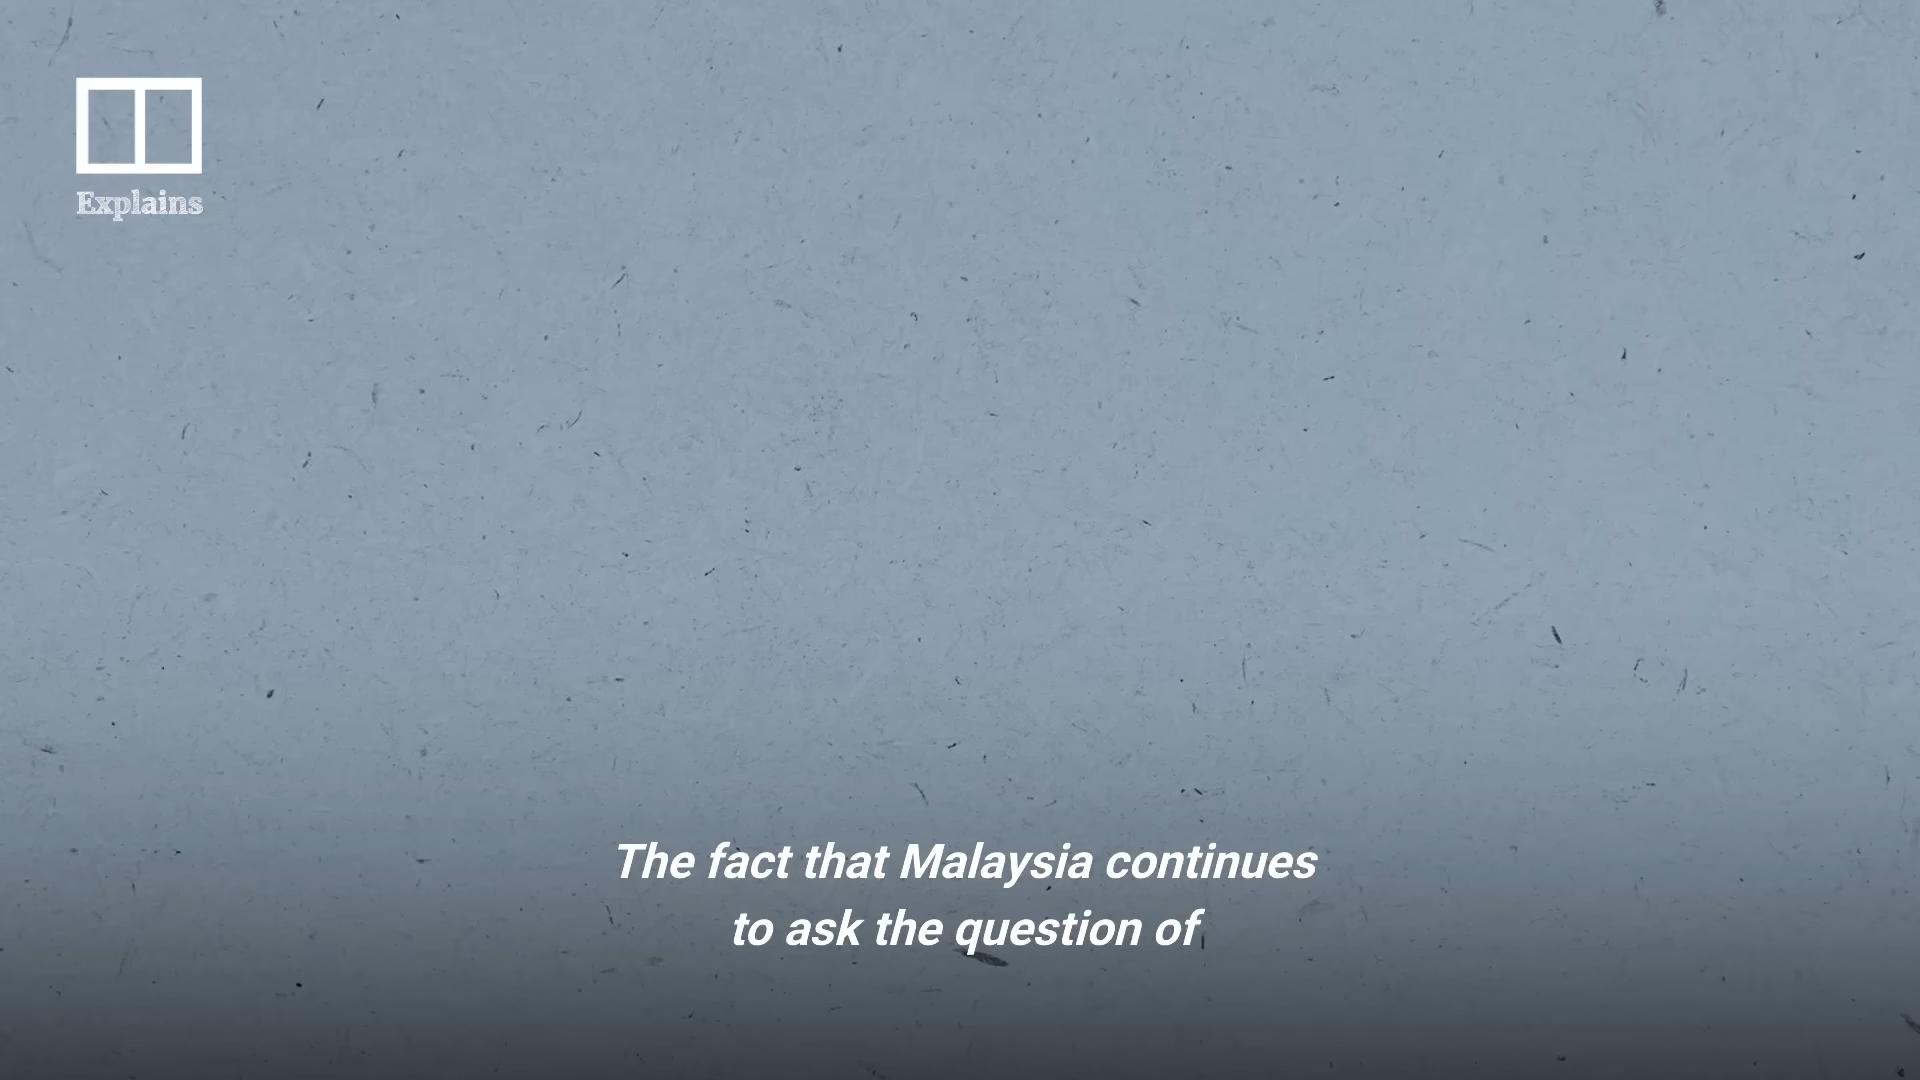 Explains
The fact that Malaysia continues
to ask the question of